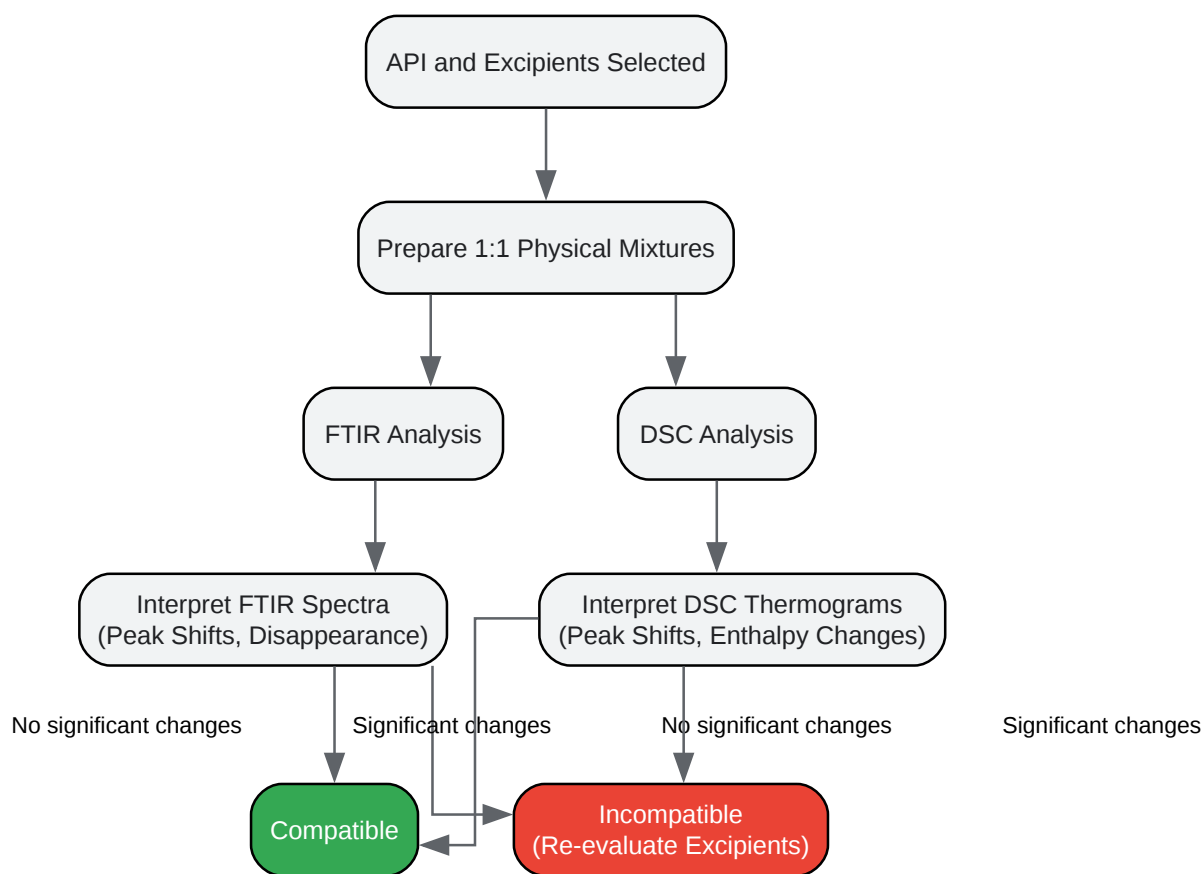 API and Excipients Selected
Prepare 1:1 Physical Mixtures
FTIR Analysis
DSC Analysis
Interpret FTIR Spectra
(Peak Shifts, Disappearance)
Interpret DSC Thermograms
(Peak Shifts, Enthalpy Changes)
No significant changes
Significant changes
No significant changes
Significant changes
Compatible
Incompatible
(Re-evaluate Excipients)